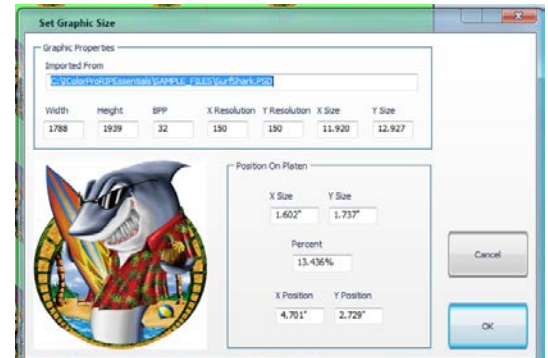 Set Graphic Size
Graphic Properties
Imported From
C:\IColorProRIPEssentials\SAMPLE_FILES\SurfShark.PSD
Width Height BPP X Resolution Y Resolution X Size Y Size
1788 1939 32 150 150 11.920 12.927
Position On Platen
X Size Y Size
1.602" 1.737"
Percent
13.436%
X Position Y Position
4.701" 2.729"
Cancel
OK